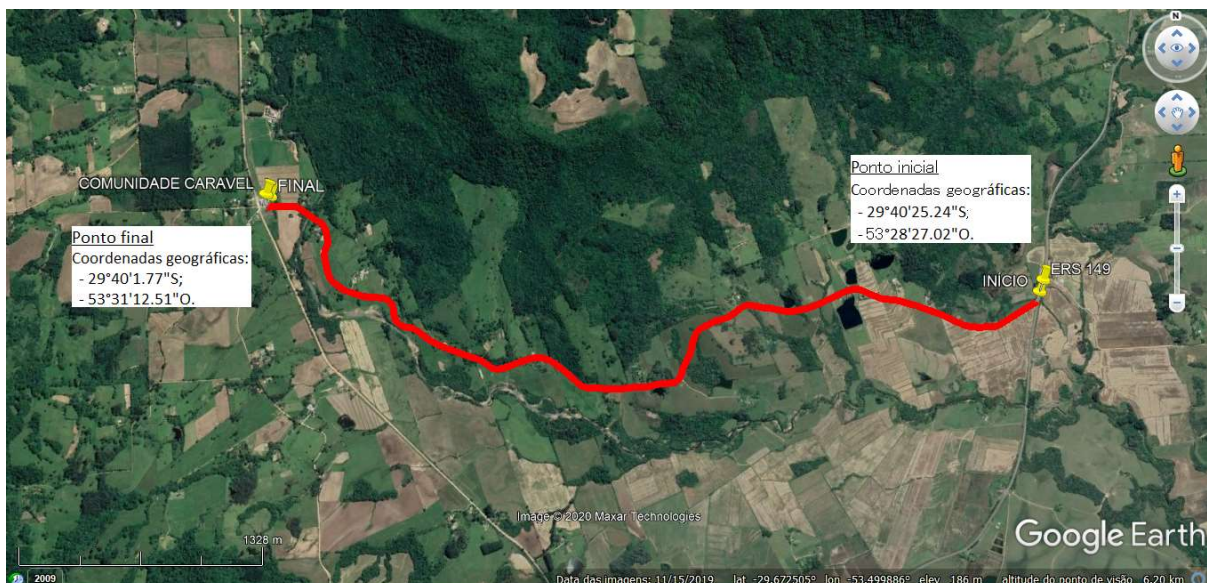 N
COMUNIDADE CARAVEL
FINAL
Ponto final
Coordenadas geográficas:
- 29°40'1.77"S;
- 53°31'12.51"O.
Ponto inicial
Coordenadas geográficas:
- 29°40'25.24"S;
- 53°28'27.02"O.
INÍCIO
ERS 149
Image © 2020 Maxar Technologies
1328 m
Google Earth
2009
Data das imagens: 11/15/2019 lat -29.672505° lon -53.499886° elev 186 m altitude do ponto de visão 6.20 km